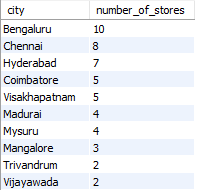 city number_of_stores
Bengaluru 10
Chennai 8
Hyderabad 7
Coimbatore 5
Visakhapatnam 5
Madurai 4
Mysuru 4
Mangalore 3
Trivandrum 2
Vijayawada 2